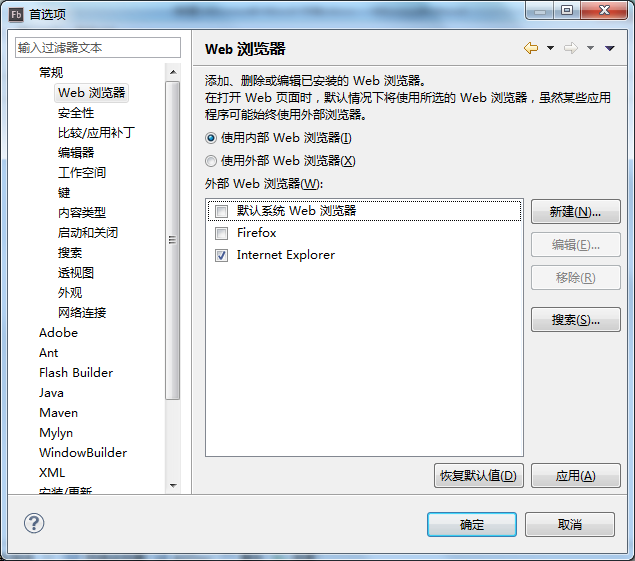 Fb 首选项
输入过滤器文本
常规
Web 浏览器
安全性
比较/应用补丁
编辑器
工作空间
键
内容类型
启动和关闭
搜索
透视图
外观
网络连接
Adobe
Ant
Flash Builder
Java
Maven
Mylyn
WindowBuilder
XML
安装/更新
Web 浏览器
添加、删除或编辑已安装的 Web 浏览器。
在打开 Web 页面时，默认情况下将使用所选的 Web 浏览器，虽然某些应用
程序可能始终使用外部浏览器。
使用内部 Web 浏览器(I)
使用外部 Web 浏览器(X)
外部 Web 浏览器(W):
默认系统 Web 浏览器
Firefox
Internet Explorer
新建(N)...
编辑(E)...
移除(R)
搜索(S)...
恢复默认值(D)
应用(A)
?
确定
取消